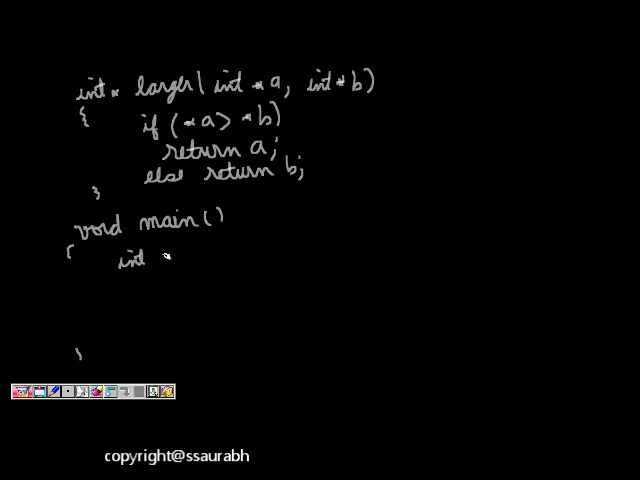 int* larger( int *a, int *b)
{
if (*a > *b)
return a;
else return b;
}
void main()
{
int
}
copyright@ssaurabh